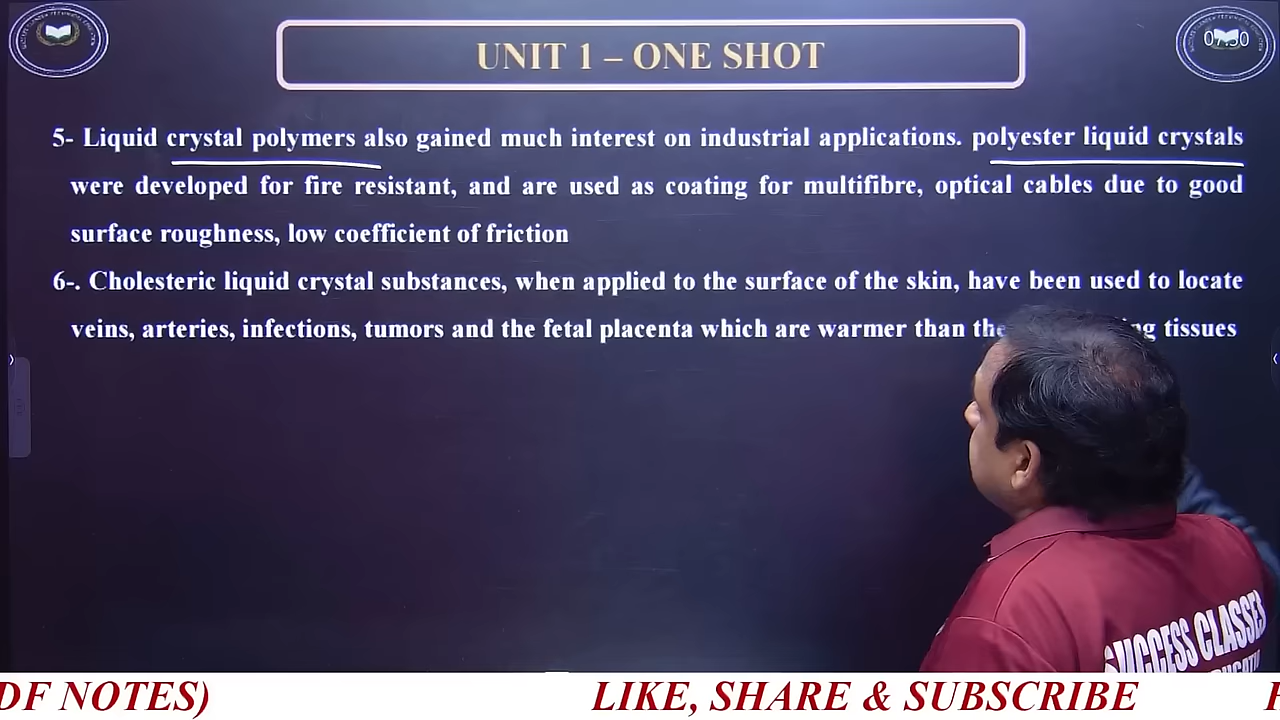 UNIT 1 – ONE SHOT
5- Liquid crystal polymers also gained much interest on industrial applications. polyester liquid crystals
were developed for fire resistant, and are used as coating for multifibre, optical cables due to good
surface roughness, low coefficient of friction
6-. Cholesteric liquid crystal substances, when applied to the surface of the skin, have been used to locate
veins, arteries, infections, tumors and the fetal placenta which are warmer than the tissues
SUCCESS CLASSES
DF NOTES) LIKE, SHARE & SUBSCRIBE